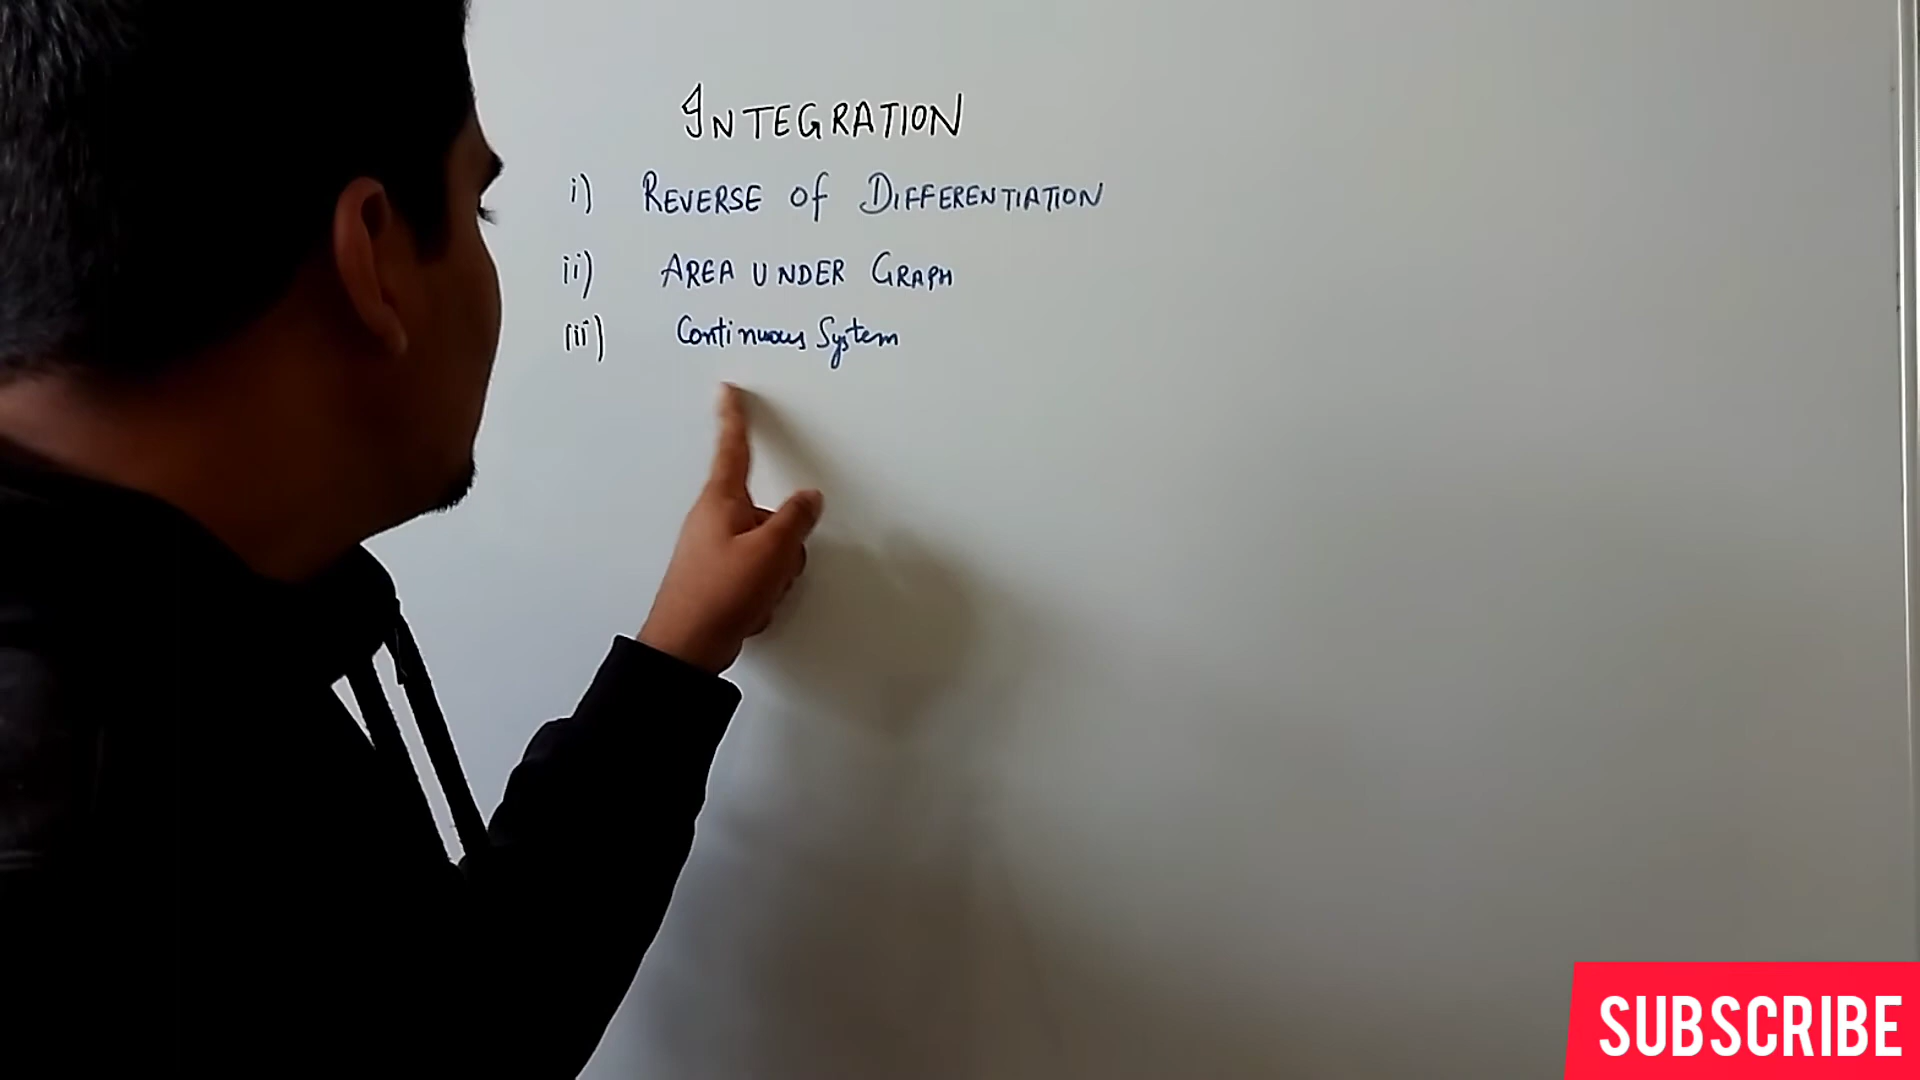 INTEGRATION
i) REVERSE Of DIFFERENTIATION
ii) AREA UNDER GRAPH
(iii) Continuous System
SUBSCRIBE